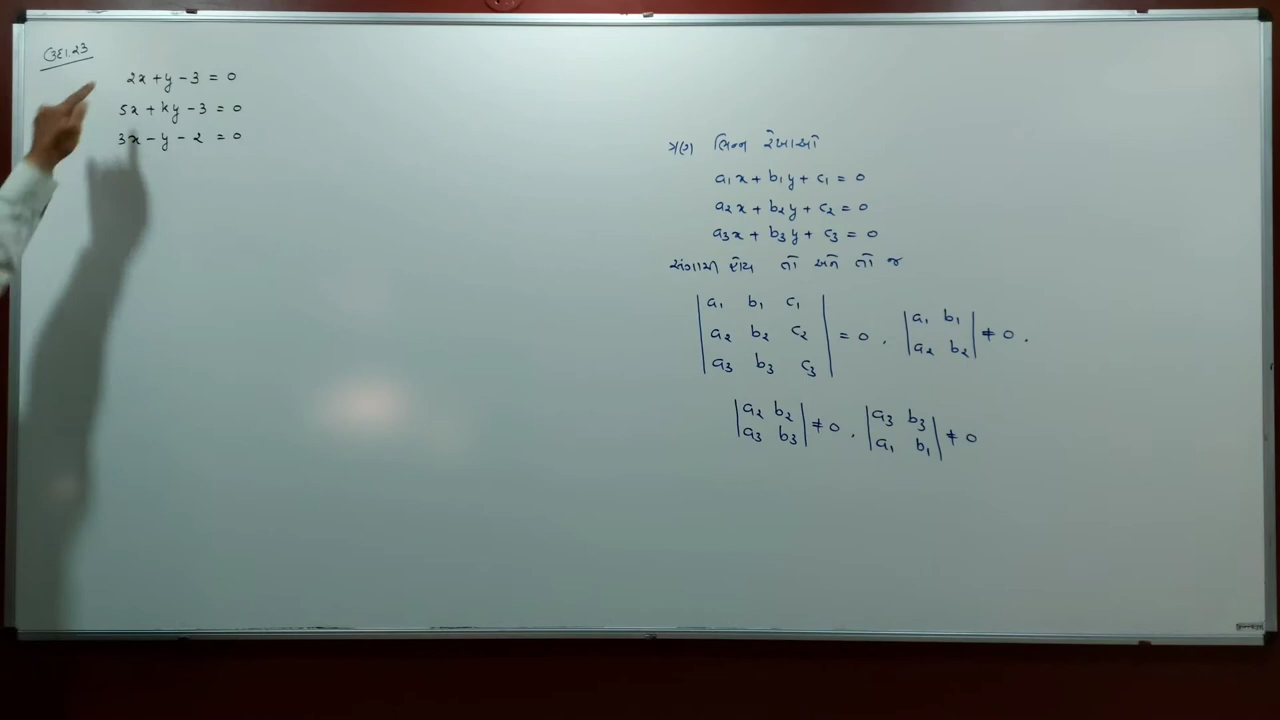 ઉદા.૨૩
2x + y - 3 = 0
5x + ky - 3 = 0
3x - y - 2 = 0
ત્રણ ભિન્ન રેખાઓ
a₁x + b₁y + c₁ = 0
a₂x + b₂y + c₂ = 0
a₃x + b₃y + c₃ = 0
સંગામી હોય તો અને તો જ
|a₁ b₁ c₁|
|a₂ b₂ c₂| = 0, |a₁ b₁| ≠ 0.
|a₃ b₃ c₃| |a₂ b₂|
|a₂ b₂| ≠ 0, |a₃ b₃| ≠ 0
|a₃ b₃| |a₁ b₁|